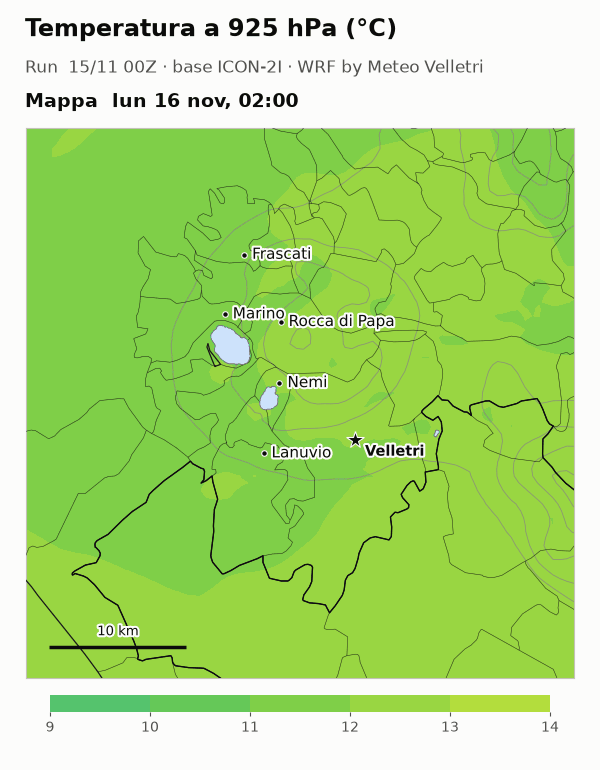 Temperatura a 925 hPa (°C)
Run 15/11 00Z · base ICON-2I · WRF by Meteo Velletri
Mappa lun 16 nov, 02:00
Frascati
Marino
Rocca di Papa
Nemi
Velletri
Lanuvio
10 km
9 10 11 12 13 14